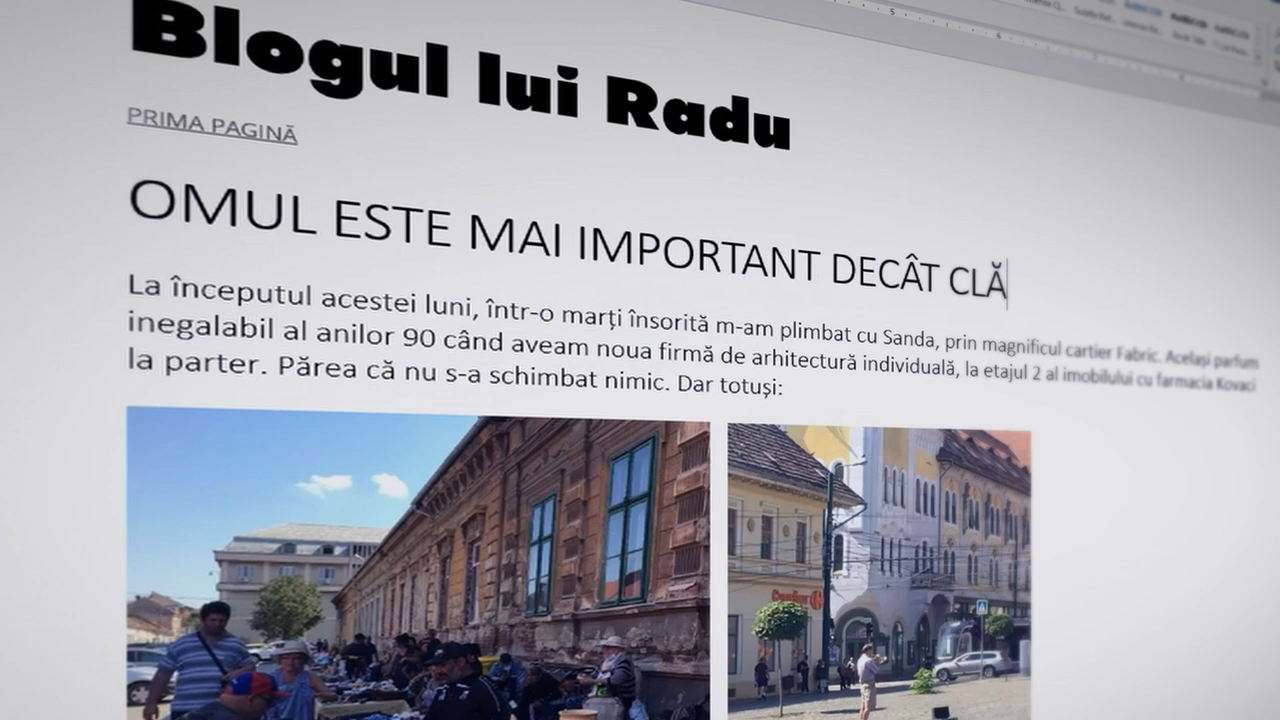 Blogul lui Radu
PRIMA PAGINĂ
OMUL ESTE MAI IMPORTANT DECÂT CLĂ
La începutul acestei luni, într-o marți însorită m-am plimbat cu Sanda, prin magnificul cartier Fabric. Același parfum
inegalabil al anilor 90 când aveam noua firmă de arhitectură individuală, la etajul 2 al imobilului cu farmacia Kovaci
la parter. Părea că nu s-a schimbat nimic. Dar totuși: